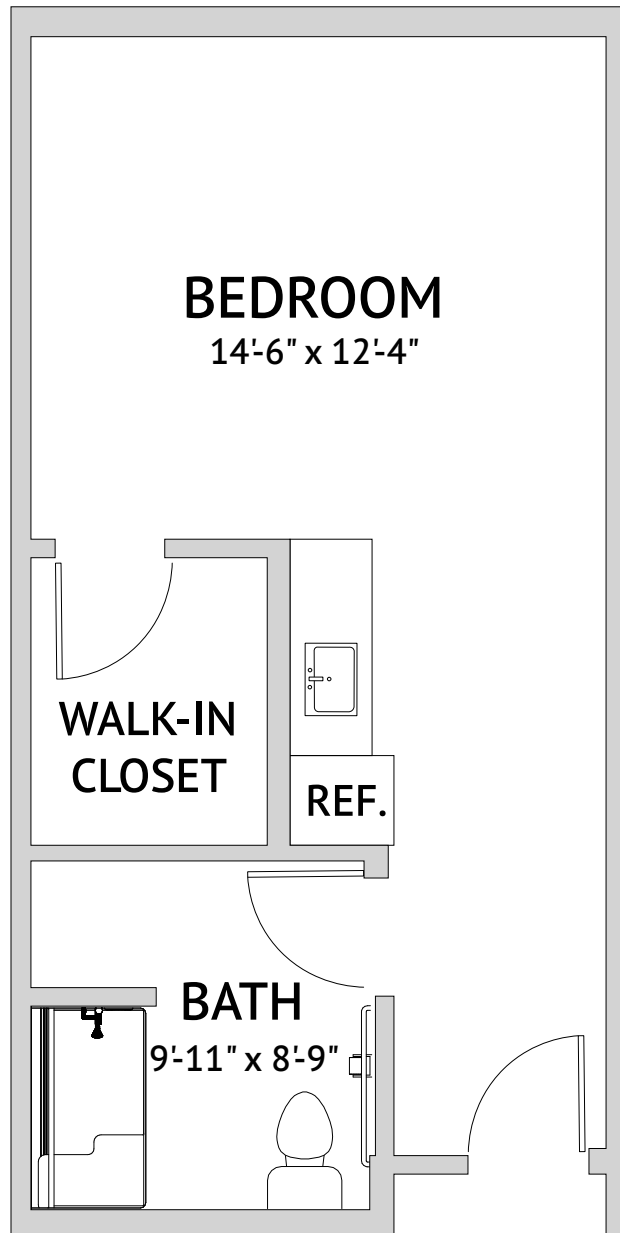 BEDROOM
14'-6" x 12'-4"
WALK-IN
CLOSET
REF.
BATH
9'-11" x 8'-9"